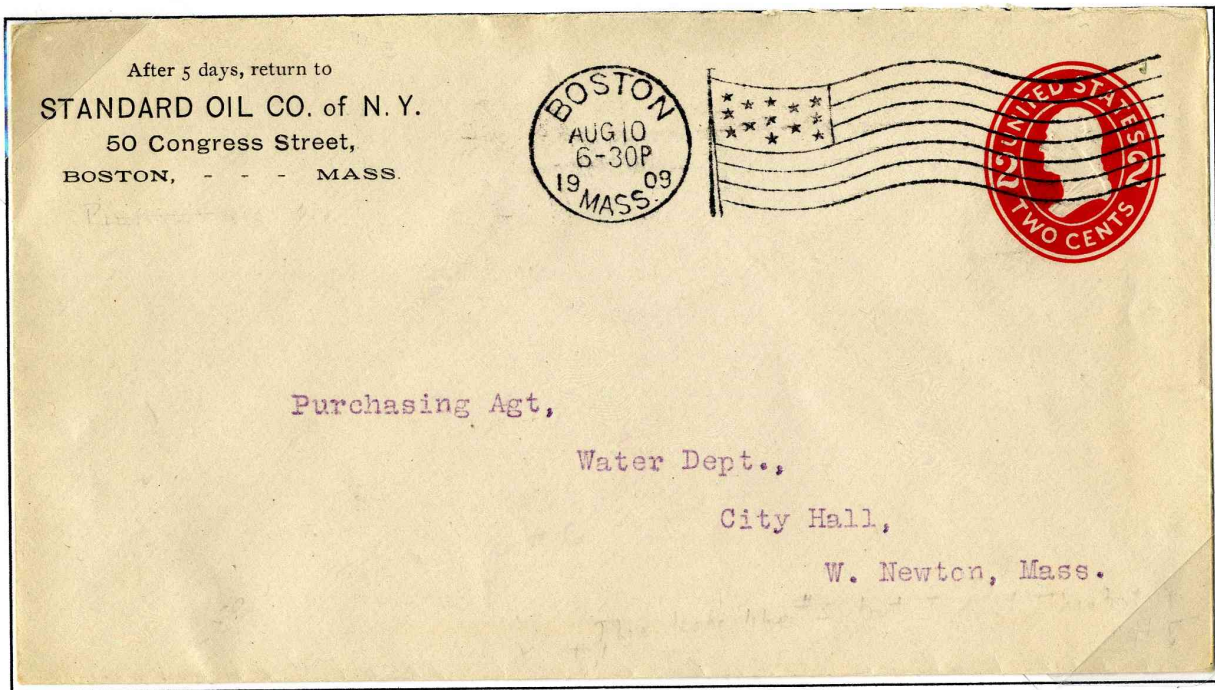 After 5 days, return to
STANDARD OIL CO. of N. Y.
50 Congress Street,
BOSTON, - - - MASS.
BOSTON
AUG 10
6-30P
19 09
MASS.
UNITED STATES
2 2
TWO CENTS
Purchasing Agt,
Water Dept.,
City Hall,
W. Newton, Mass.